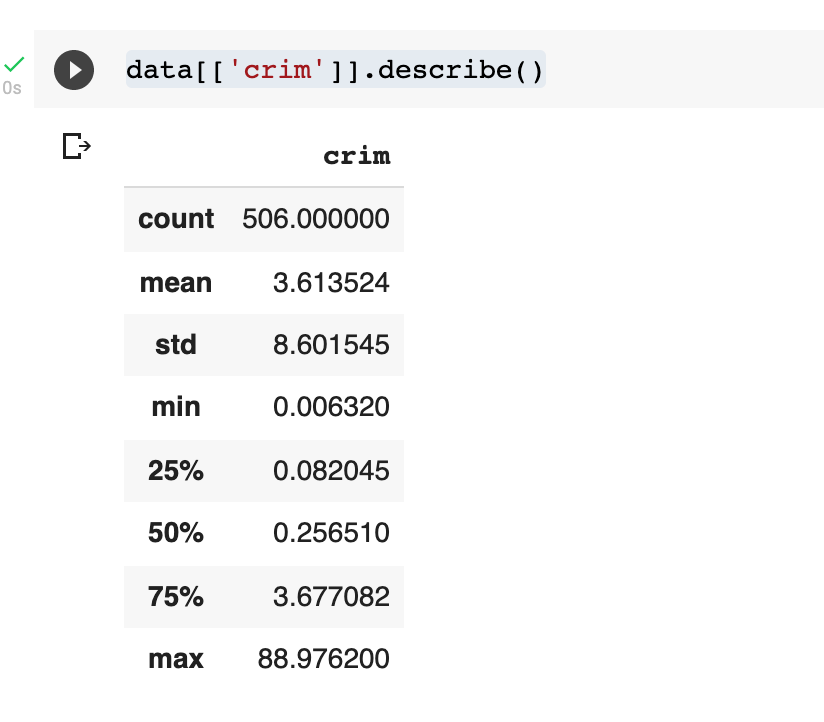 data[['crim']].describe()
0s
crim
count 506.000000
mean 3.613524
std 8.601545
min 0.006320
25% 0.082045
50% 0.256510
75% 3.677082
max 88.976200